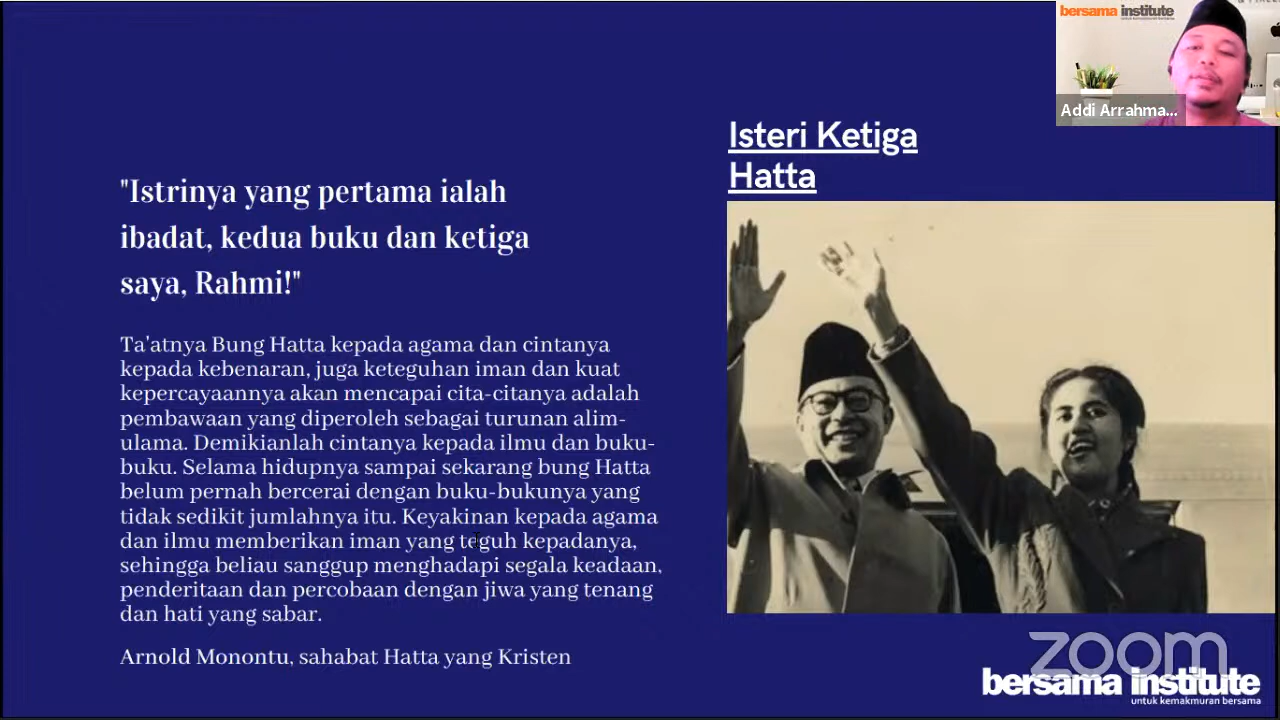 bersama institute
untuk kemakmuran bersama
Addi Arrahma...
Isteri Ketiga
Hatta
"Istrinya yang pertama ialah
ibadat, kedua buku dan ketiga
saya, Rahmi!"
Ta'atnya Bung Hatta kepada agama dan cintanya
kepada kebenaran, juga keteguhan iman dan kuat
kepercayaannya akan mencapai cita-citanya adalah
pembawaan yang diperoleh sebagai turunan alim-
ulama. Demikianlah cintanya kepada ilmu dan buku-
buku. Selama hidupnya sampai sekarang bung Hatta
belum pernah bercerai dengan buku-bukunya yang
tidak sedikit jumlahnya itu. Keyakinan kepada agama
dan ilmu memberikan iman yang teguh kepadanya,
sehingga beliau sanggup menghadapi segala keadaan,
penderitaan dan percobaan dengan jiwa yang tenang
dan hati yang sabar.
Arnold Monontu, sahabat Hatta yang Kristen
zoom
bersama institute
untuk kemakmuran bersama